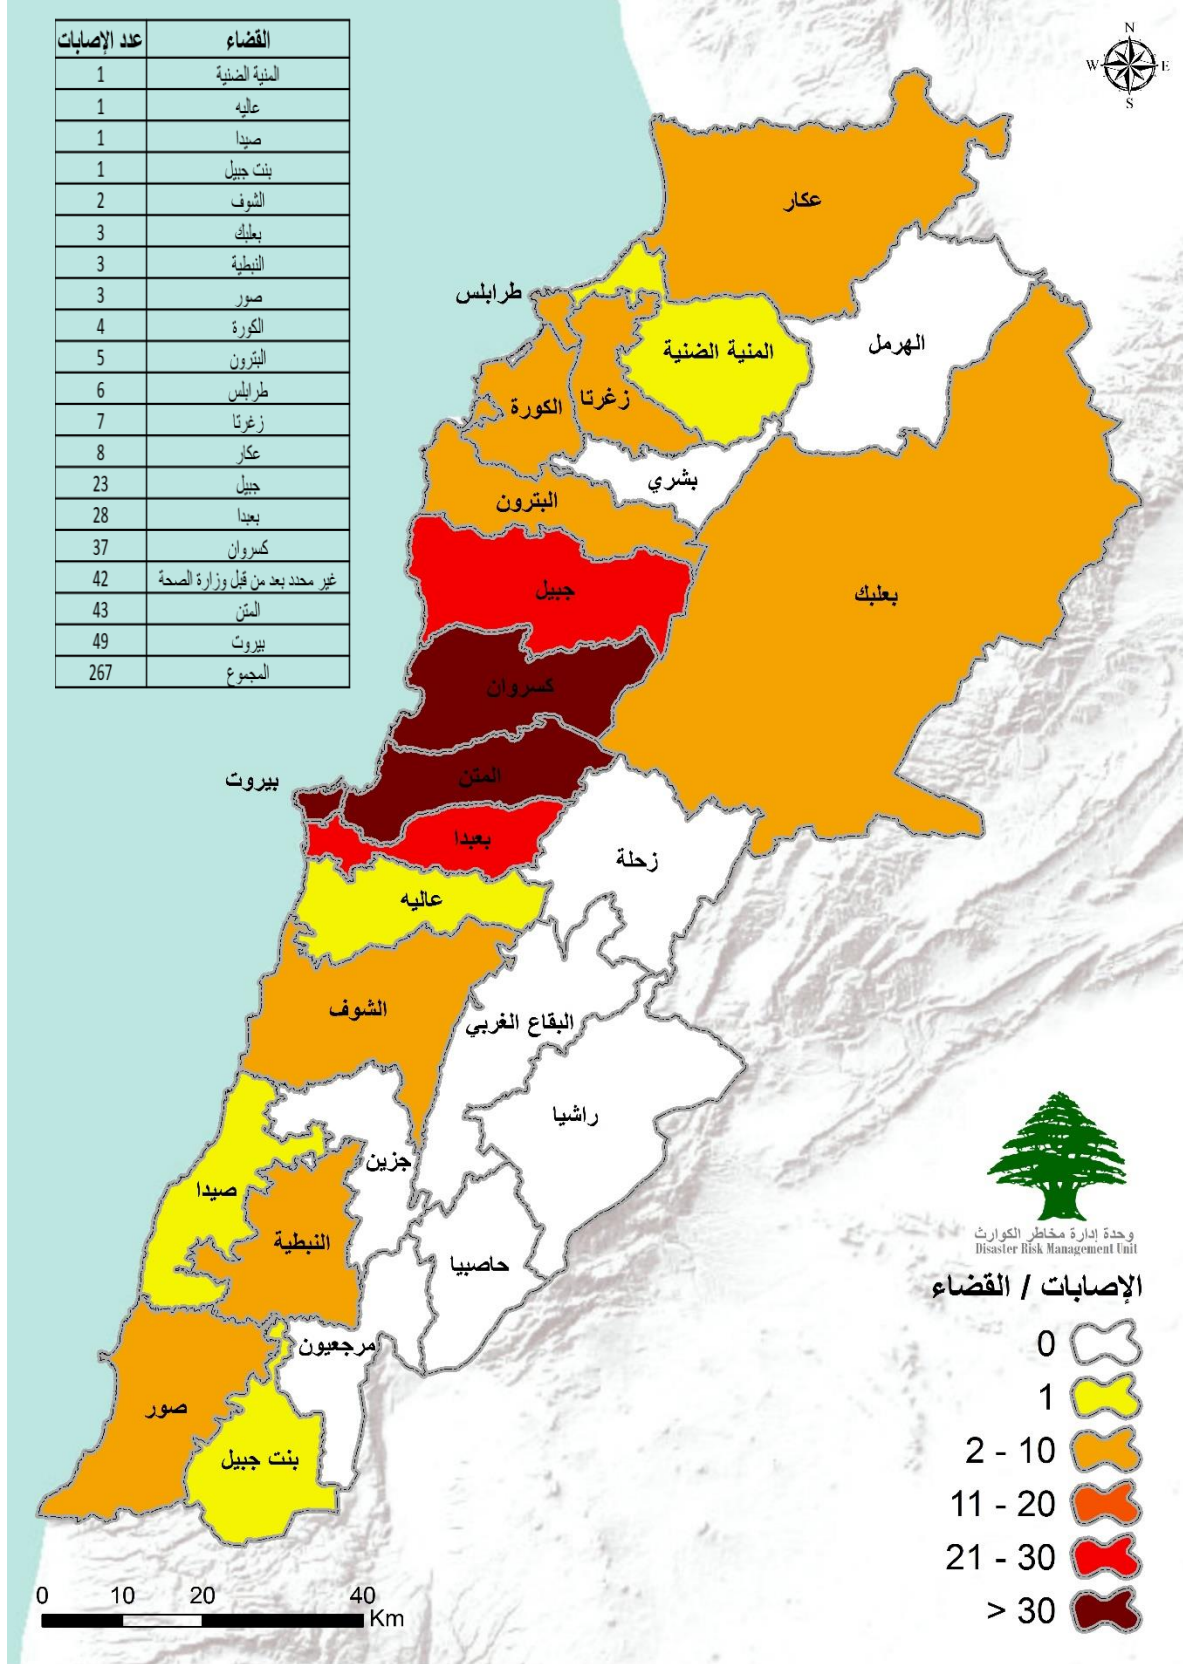 القضاء عدد الإصابات
المنية الضنية 1
عاليه 1
صيدا 1
بنت جبيل 1
الشوف 2
بعلبك 3
النبطية 3
صور 3
الكورة 4
البترون 5
طرابلس 6
زغرتا 7
عكار 8
جبيل 23
بعبدا 28
كسروان 37
غير محدد بعد من قبل وزارة الصحة 42
المتن 43
بيروت 49
المجموع 267
N
W E
S
عكار
طرابلس
المنية الضنية
الهرمل
زغرتا
الكورة
بشري
البترون
جبيل
بعلبك
كسروان
المتن
بيروت
بعبدا
زحلة
عاليه
الشوف
البقاع الغربي
راشيا
جزين
صيدا
النبطية
حاصبيا
مرجعيون
صور
بنت جبيل
وحدة إدارة مخاطر الكوارث
Disaster Risk Management Unit
الإصابات / القضاء
0
1
2 - 10
11 - 20
21 - 30
> 30
0 10 20 40
Km